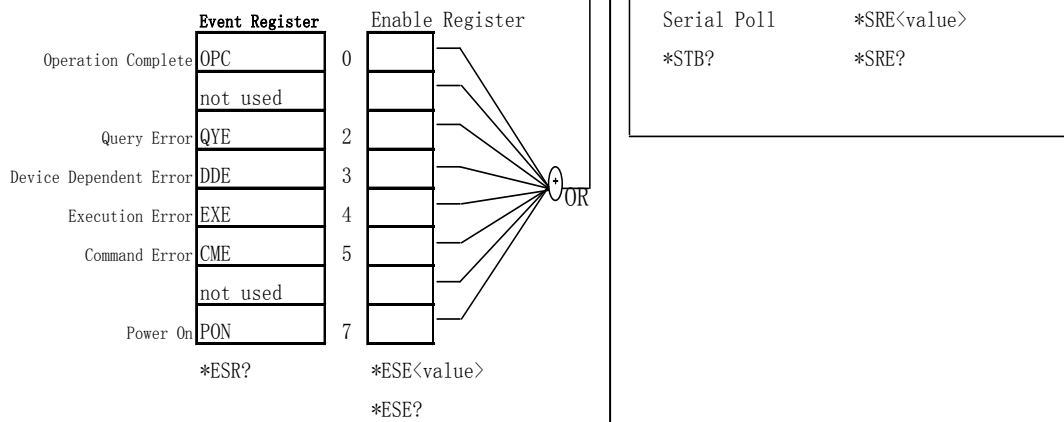 Event Register Enable Register
Operation Complete OPC 0
not used
Query Error QYE 2
Device Dependent Error DDE 3
Execution Error EXE 4
Command Error CME 5
not used
Power On PON 7
*ESR? *ESE<value>
*ESE?
+
OR
Serial Poll *SRE<value>
*STB? *SRE?